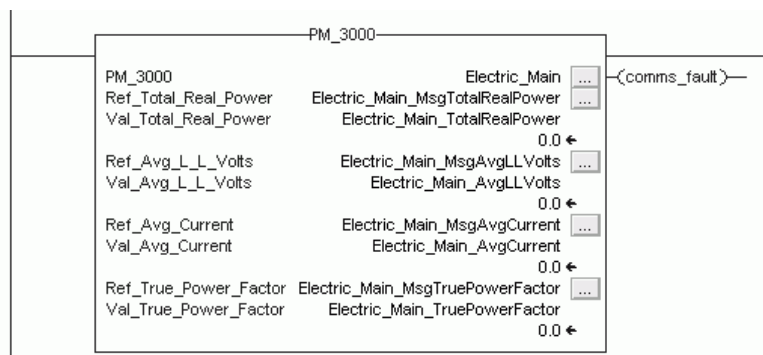 PM_3000
PM_3000 Electric_Main ... (comms_fault)
Ref_Total_Real_Power Electric_Main_MsgTotalRealPower ...
Val_Total_Real_Power Electric_Main_TotalRealPower
0.0
Ref_Avg_L_L_Volts Electric_Main_MsgAvgLLVolts ...
Val_Avg_L_L_Volts Electric_Main_AvgLLVolts
0.0
Ref_Avg_Current Electric_Main_MsgAvgCurrent ...
Val_Avg_Current Electric_Main_AvgCurrent
0.0
Ref_True_Power_Factor Electric_Main_MsgTruePowerFactor ...
Val_True_Power_Factor Electric_Main_TruePowerFactor
0.0